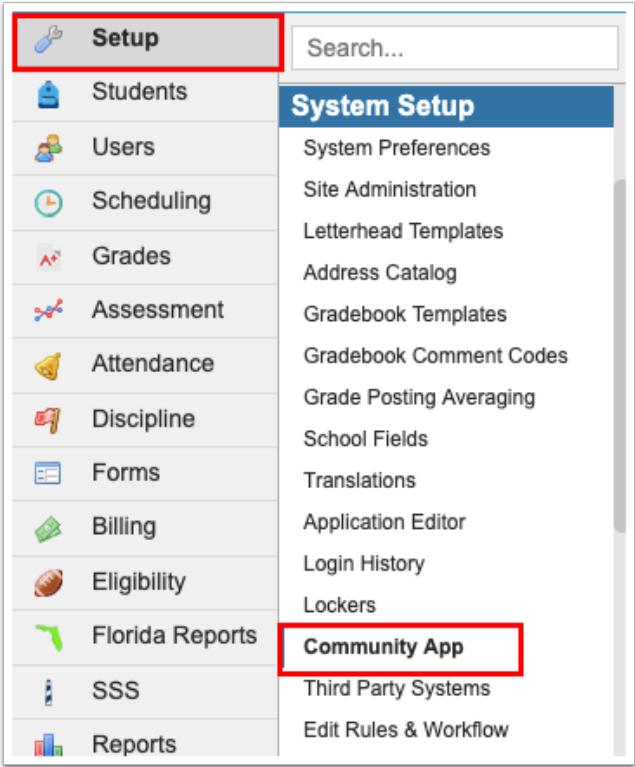 Setup
Students
Users
Scheduling
Grades
Assessment
Attendance
Discipline
Forms
Billing
Eligibility
Florida Reports
SSS
Reports
Search...
System Setup
System Preferences
Site Administration
Letterhead Templates
Address Catalog
Gradebook Templates
Gradebook Comment Codes
Grade Posting Averaging
School Fields
Translations
Application Editor
Login History
Lockers
Community App
Third Party Systems
Edit Rules & Workflow